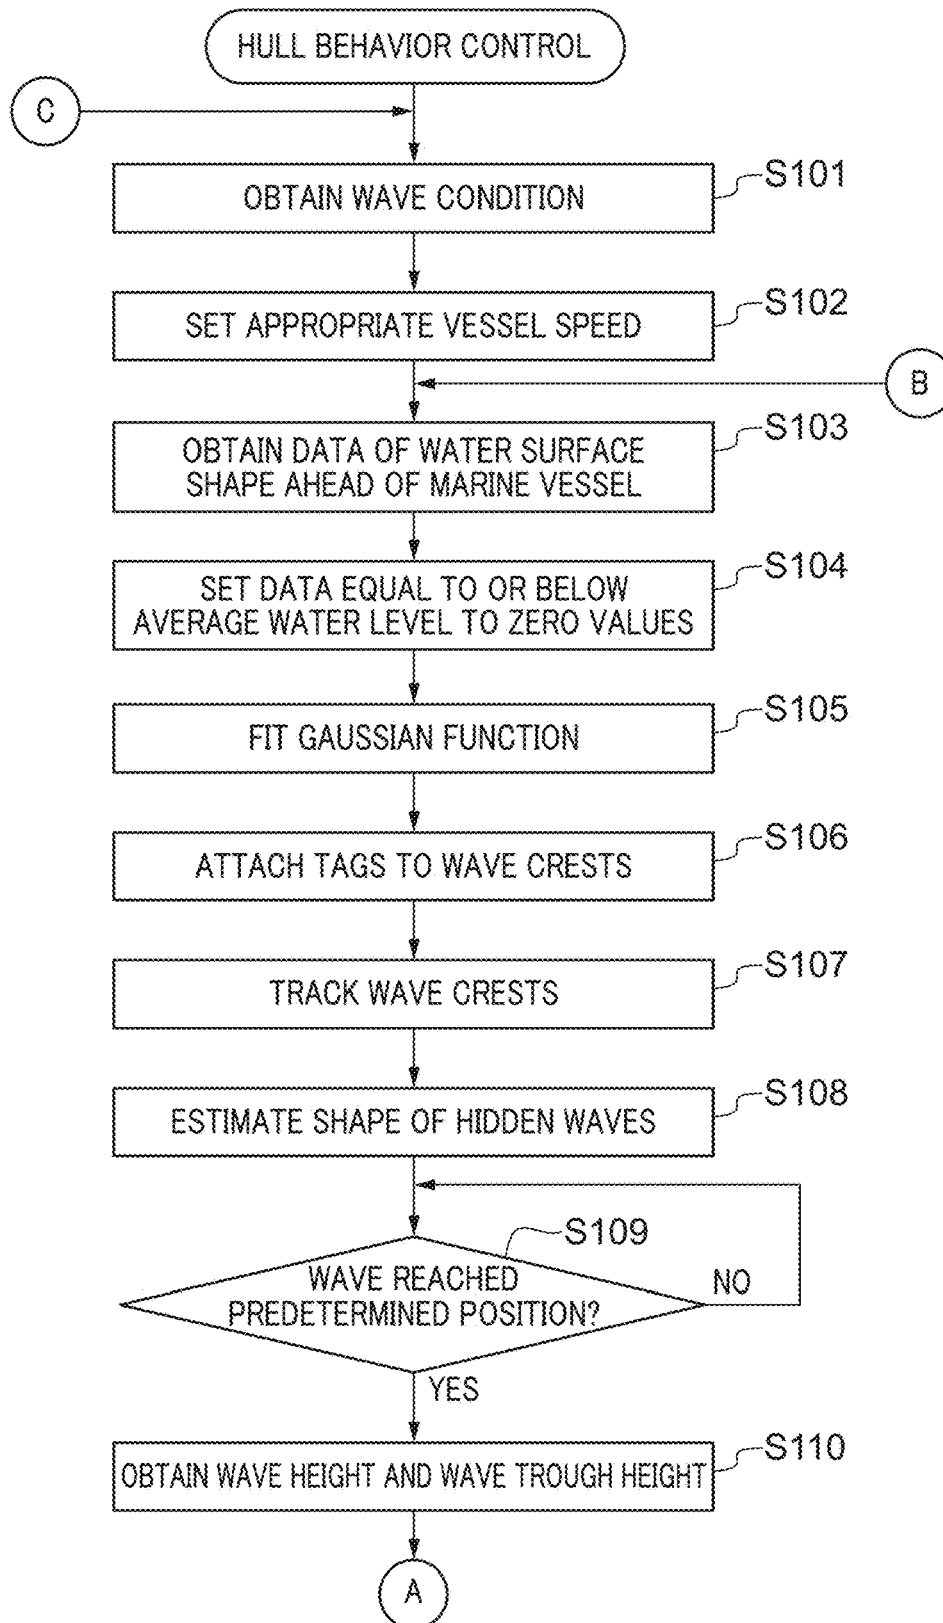 HULL BEHAVIOR CONTROL
C
S101
OBTAIN WAVE CONDITION
S102
SET APPROPRIATE VESSEL SPEED
B
S103
OBTAIN DATA OF WATER SURFACE
SHAPE AHEAD OF MARINE VESSEL
S104
SET DATA EQUAL TO OR BELOW
AVERAGE WATER LEVEL TO ZERO VALUES
S105
FIT GAUSSIAN FUNCTION
S106
ATTACH TAGS TO WAVE CRESTS
S107
TRACK WAVE CRESTS
S108
ESTIMATE SHAPE OF HIDDEN WAVES
S109
WAVE REACHED
PREDETERMINED POSITION?
NO
YES
S110
OBTAIN WAVE HEIGHT AND WAVE TROUGH HEIGHT
A